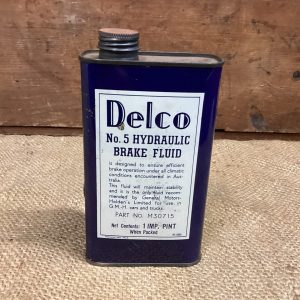 Delco
No. 5 HYDRAULIC
BRAKE FLUID
is designed to ensure efficient
brake operation under all climatic
conditions encountered in Aus-
tralia.
This fluid will maintain stability
and it is the only fluid recom-
mended by General Motors-
Holden's Limited for use in
G.M.-H. cars and trucks.
PART NO. M30715
Net Contents: 1 IMP. PINT
When Packed